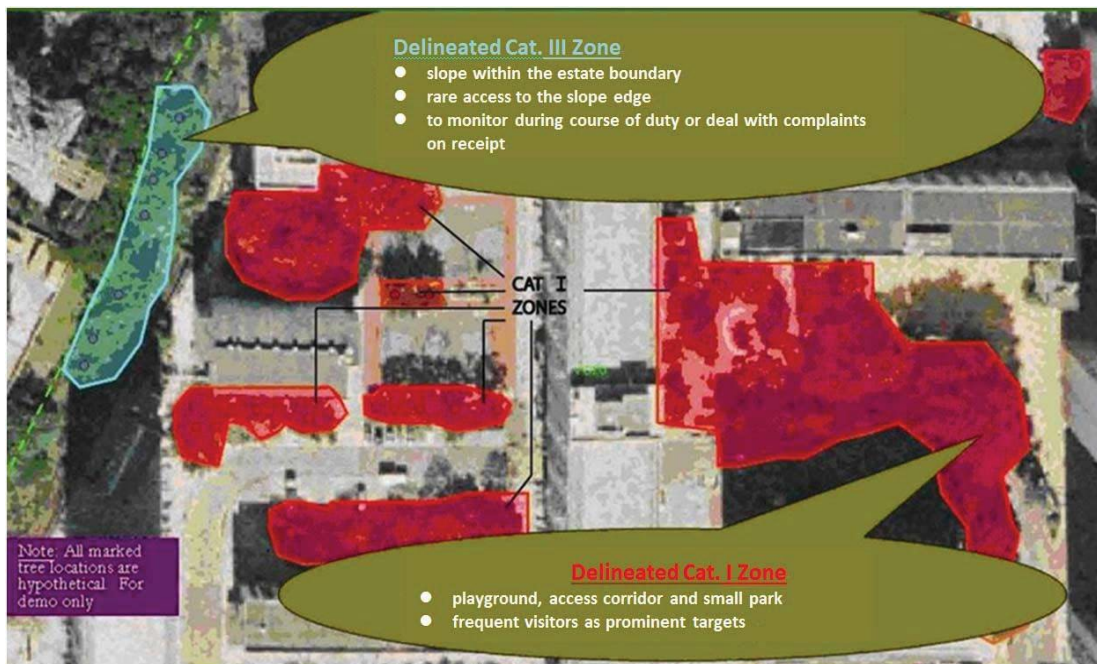 Delineated Cat. III Zone
● slope within the estate boundary
● rare access to the slope edge
● to monitor during course of duty or deal with complaints
on receipt
CAT I
ZONES
Note: All marked
tree locations are
hypothetical. For
demo only
Delineated Cat. I Zone
● playground, access corridor and small park
● frequent visitors as prominent targets